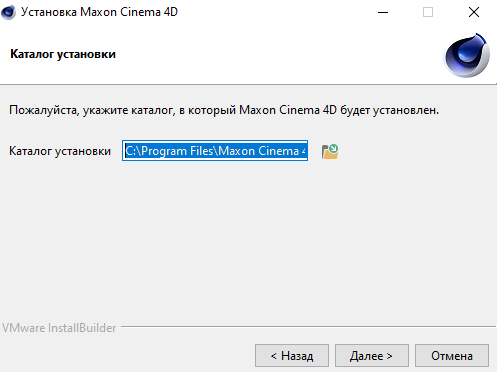 Установка Maxon Cinema 4D
Каталог установки
Пожалуйста, укажите каталог, в который Maxon Cinema 4D будет установлен.
Каталог установки C:\Program Files\Maxon Cinema 4
VMware InstallBuilder
< Назад Далее > Отмена